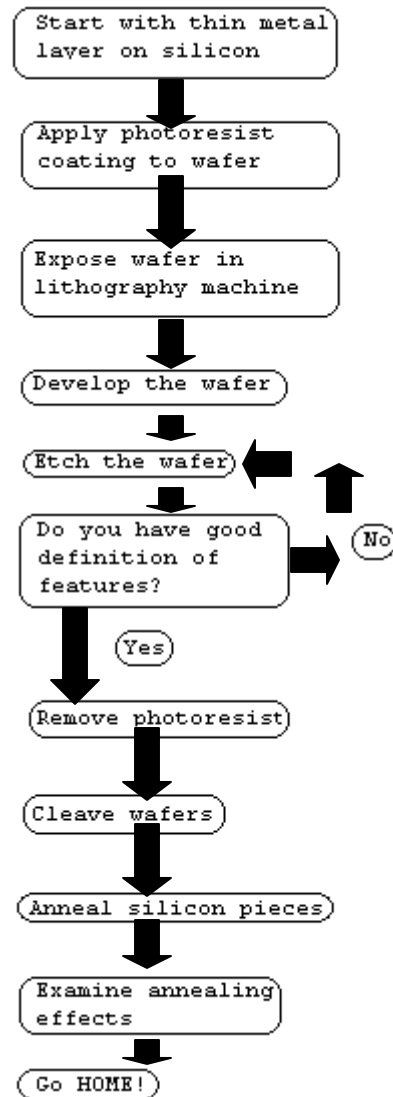 Start with thin metal
layer on silicon
Apply photoresist
coating to wafer
Expose wafer in
lithography machine
Develop the wafer
Etch the wafer
Do you have good
definition of
features?
No
Yes
Remove photoresist
Cleave wafers
Anneal silicon pieces
Examine annealing
effects
Go HOME!